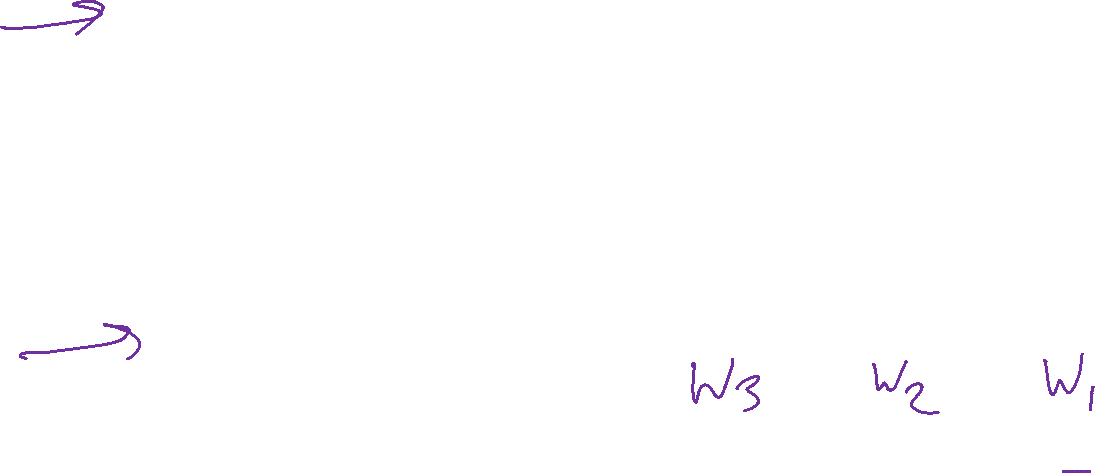 →
→ W3 W2 W1